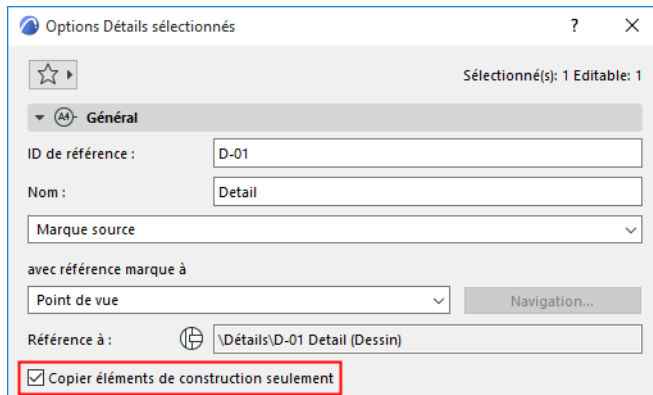 Options Détails sélectionnés ? ×
Sélectionné(s): 1 Editable: 1
Général
ID de référence : D-01
Nom : Detail
Marque source
avec référence marque à
Point de vue Navigation...
Référence à : \Détails\D-01 Detail (Dessin)
Copier éléments de construction seulement